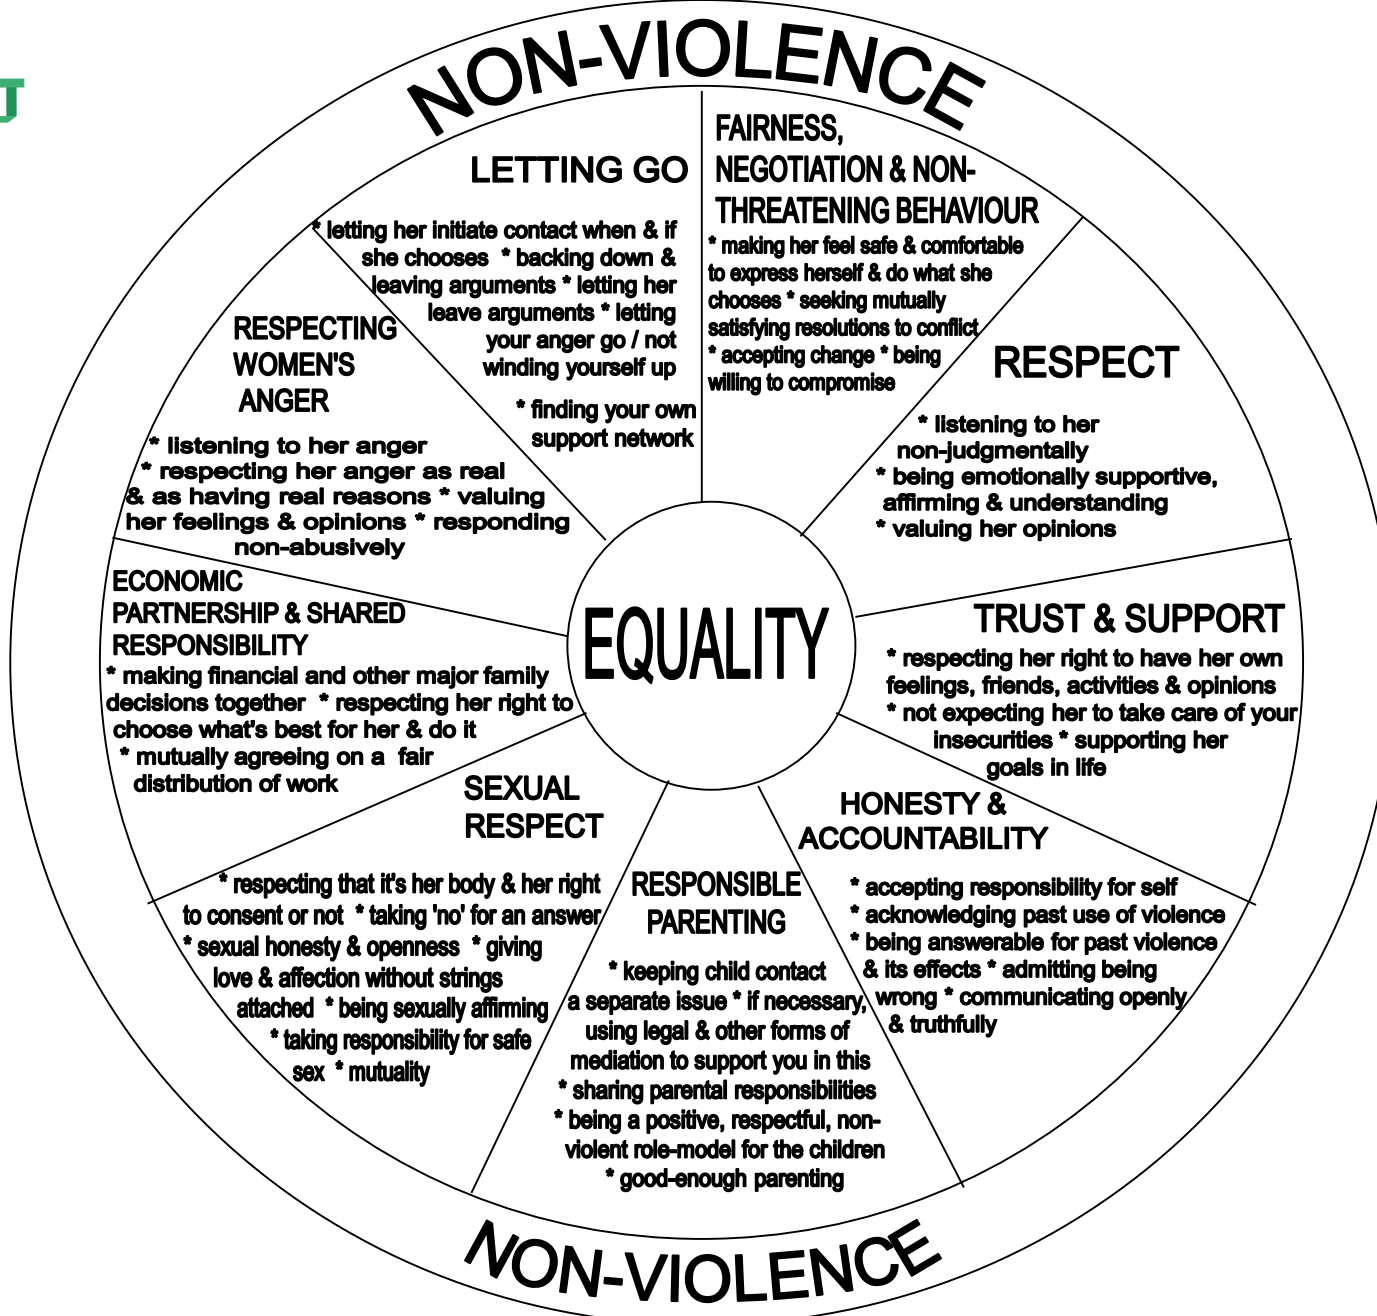 NON-VIOLENCE
FAIRNESS,
NEGOTIATION & NON-
THREATENING BEHAVIOUR
* making her feel safe & comfortable
to express herself & do what she
chooses * seeking mutually
satisfying resolutions to conflict
* accepting change * being
willing to compromise
RESPECT
* listening to her
non-judgmentally
* being emotionally supportive,
affirming & understanding
* valuing her opinions
TRUST & SUPPORT
* respecting her right to have her own
feelings, friends, activities & opinions
* not expecting her to take care of your
insecurities * supporting her
goals in life
HONESTY &
ACCOUNTABILITY
* accepting responsibility for self
* acknowledging past use of violence
* being answerable for past violence
& its effects * admitting being
wrong * communicating openly
& truthfully
RESPONSIBLE
PARENTING
* keeping child contact
a separate issue * if necessary,
using legal & other forms of
mediation to support you in this
* sharing parental responsibilities
* being a positive, respectful, non-
violent role-model for the children
* good-enough parenting
SEXUAL
RESPECT
* respecting that it's her body & her right
to consent or not * taking 'no' for an answer
* sexual honesty & openness * giving
love & affection without strings
attached * being sexually affirming
* taking responsibility for safe
sex * mutuality
ECONOMIC
PARTNERSHIP & SHARED
RESPONSIBILITY
* making financial and other major family
decisions together * respecting her right to
choose what's best for her & do it
* mutually agreeing on a fair
distribution of work
RESPECTING
WOMEN'S
ANGER
* listening to her anger
* respecting her anger as real
& as having real reasons * valuing
her feelings & opinions * responding
non-abusively
LETTING GO
* letting her initiate contact when & if
she chooses * backing down &
leaving arguments * letting her
leave arguments * letting
your anger go / not
winding yourself up
* finding your own
support network
EQUALITY
NON-VIOLENCE